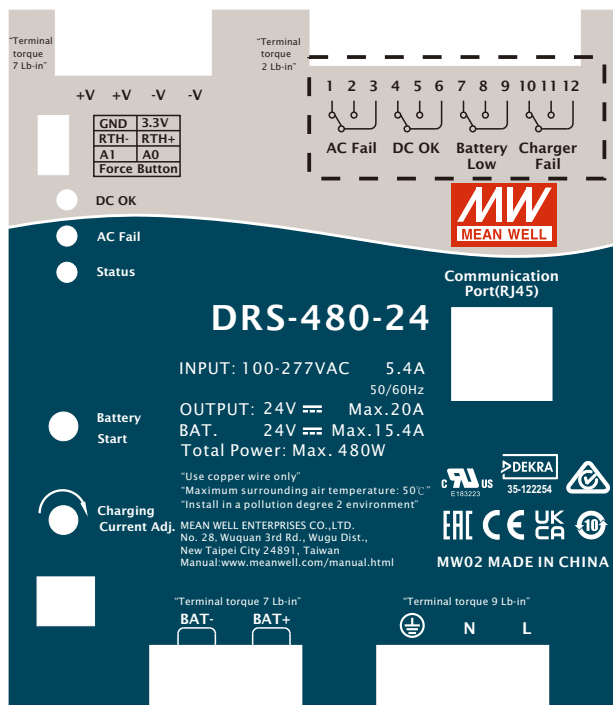 "Terminal
torque
7 Lb-in"
"Terminal
torque
2 Lb-in"
+V +V -V -V
1 2 3 4 5 6 7 8 9 10 11 12
AC Fail DC OK Battery Low Charger Fail
GND 3.3V
RTH- RTH+
A1 A0
Force Button
DC OK
AC Fail
Status
MW
MEAN WELL
Communication
Port(RJ45)
DRS-480-24
INPUT: 100-277VAC 5.4A
50/60Hz
OUTPUT: 24V Max.20A
BAT. 24V Max.15.4A
Total Power: Max. 480W
Battery
Start
"Use copper wire only"
"Maximum surrounding air temperature: 50℃"
"Install in a pollution degree 2 environment"
Charging
Current Adj.
MEAN WELL ENTERPRISES CO.,LTD.
No. 28, Wuquan 3rd Rd., Wugu Dist.,
New Taipei City 24891, Taiwan
Manual:www.meanwell.com/manual.html
c RU US
E183223
DEKRA
35-122254
EAC CE UK CA 10
MW02 MADE IN CHINA
"Terminal torque 7 Lb-in"
BAT- BAT+
"Terminal torque 9 Lb-in"
N L